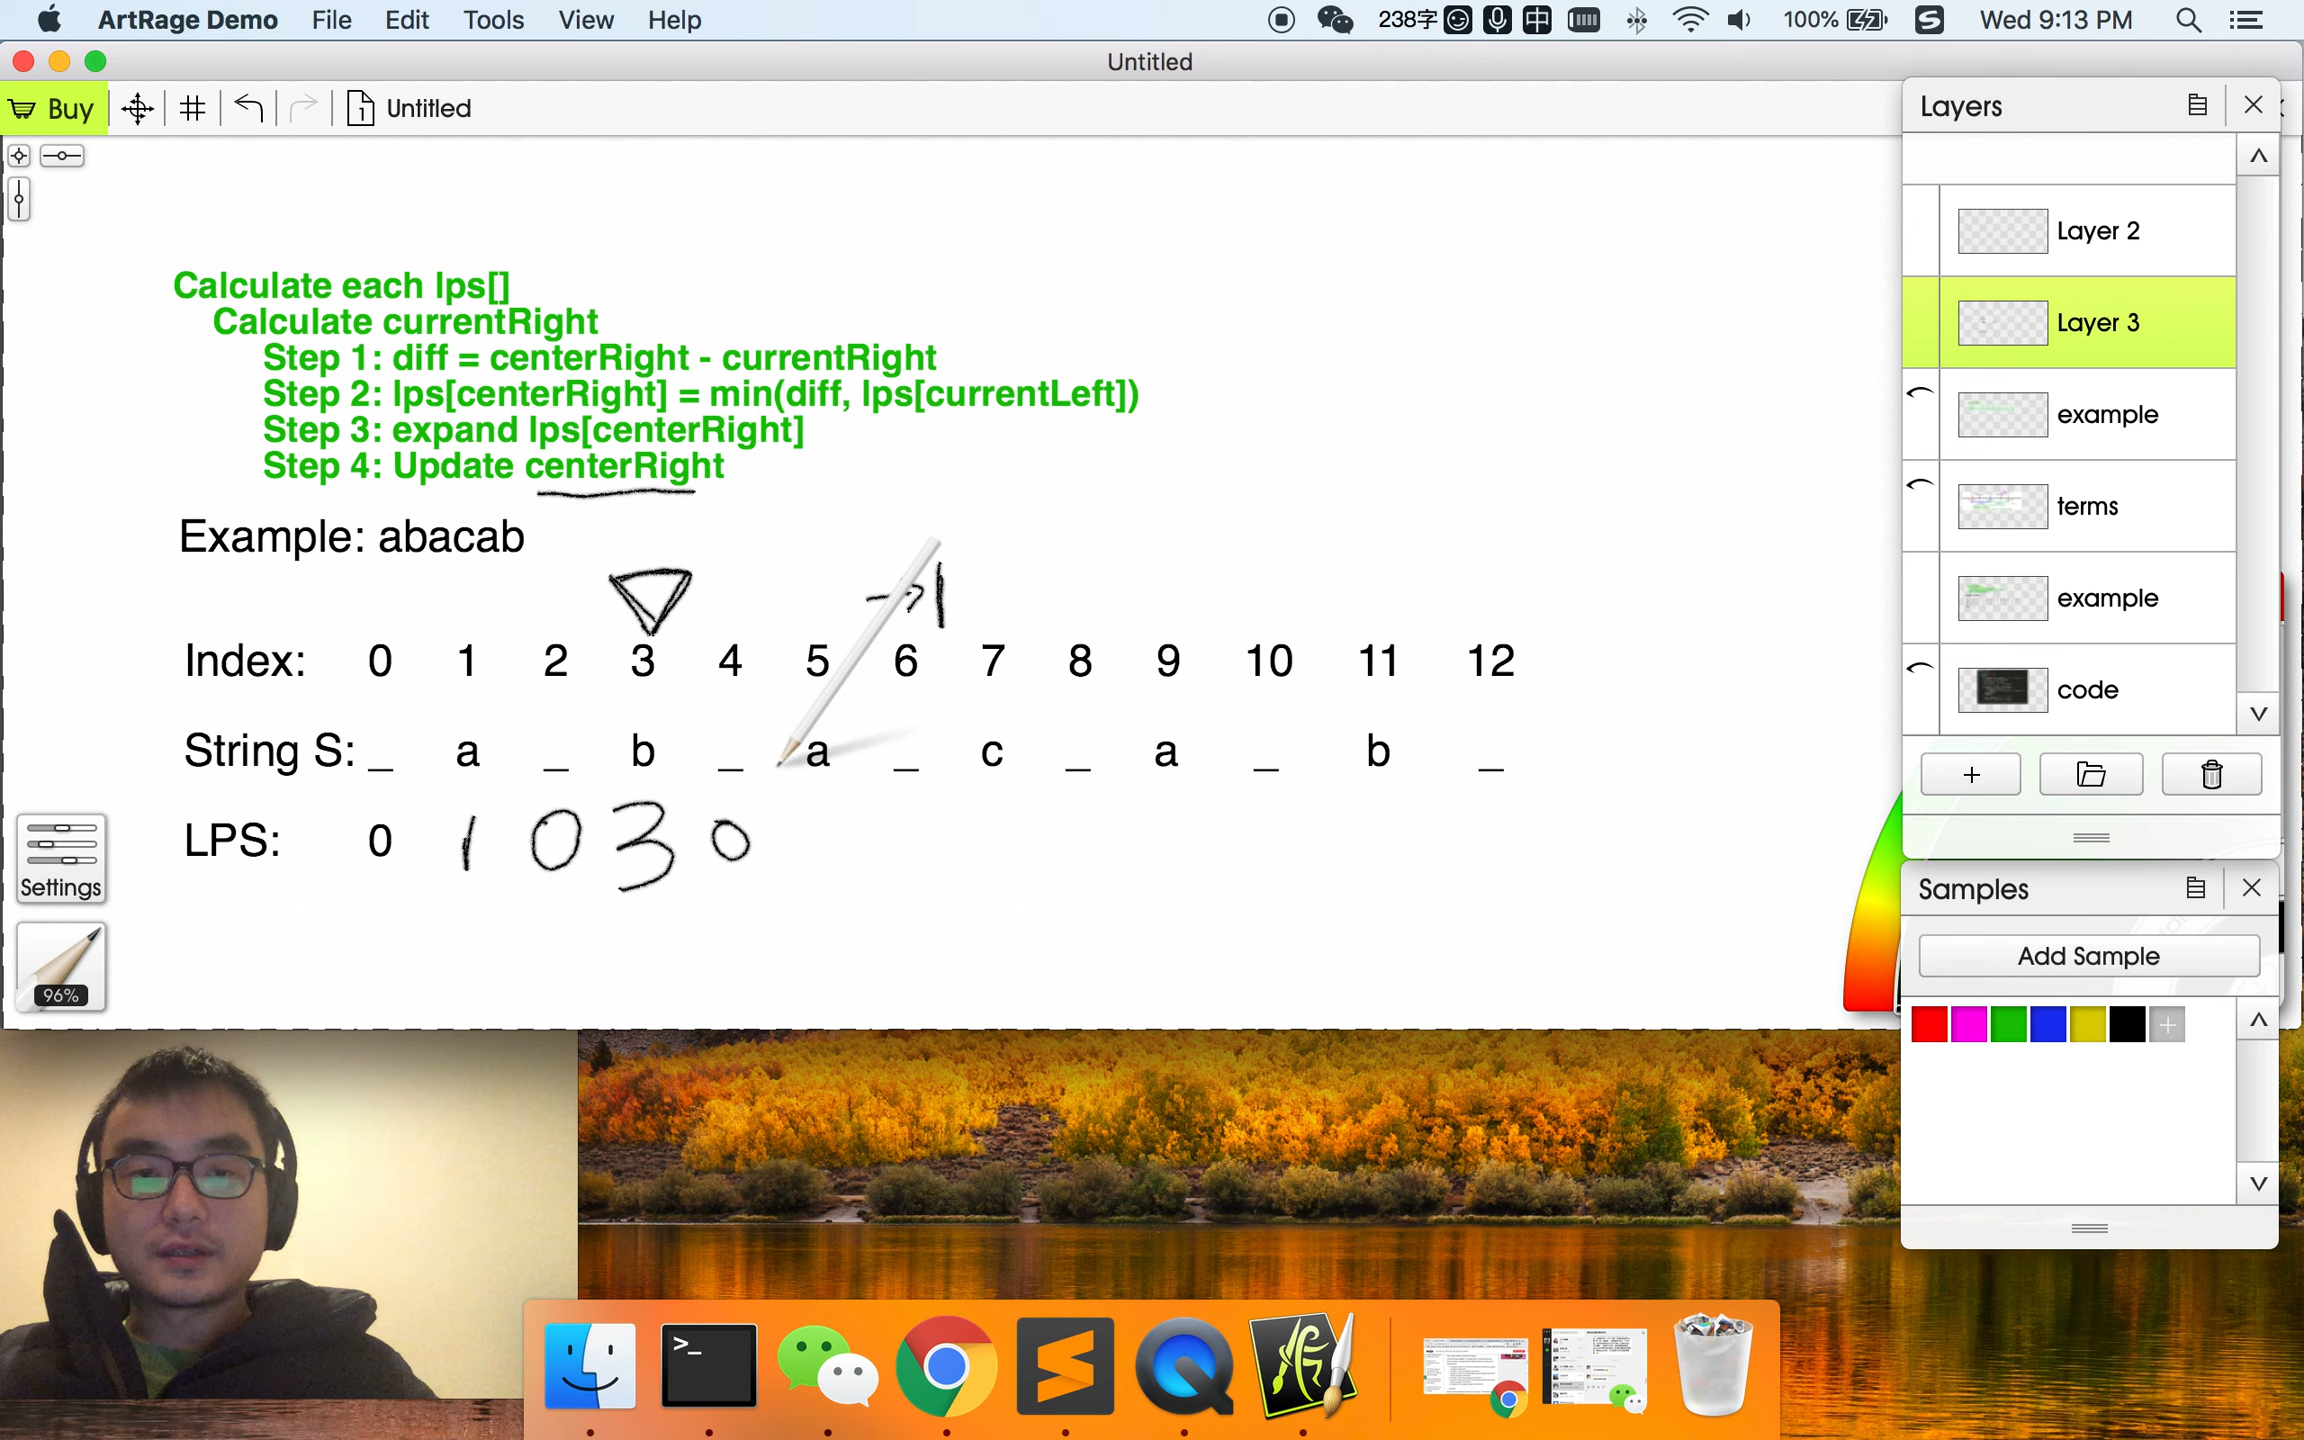 ArtRage Demo File Edit Tools View Help 238字 中 100% Wed 9:13 PM
Untitled
Buy 1 Untitled
Calculate each lps[]
Calculate currentRight
Step 1: diff = centerRight - currentRight
Step 2: lps[centerRight] = min(diff, lps[currentLeft])
Step 3: expand lps[centerRight]
Step 4: Update centerRight
Example: abacab
Index: 0 1 2 3 4 5 6 7 8 9 10 11 12
String S: _ a _ b _ a _ c _ a _ b _
LPS: 0 1 0 3 0
Settings
96%
Layers
Layer 2
Layer 3
example
terms
example
code
Samples
Add Sample